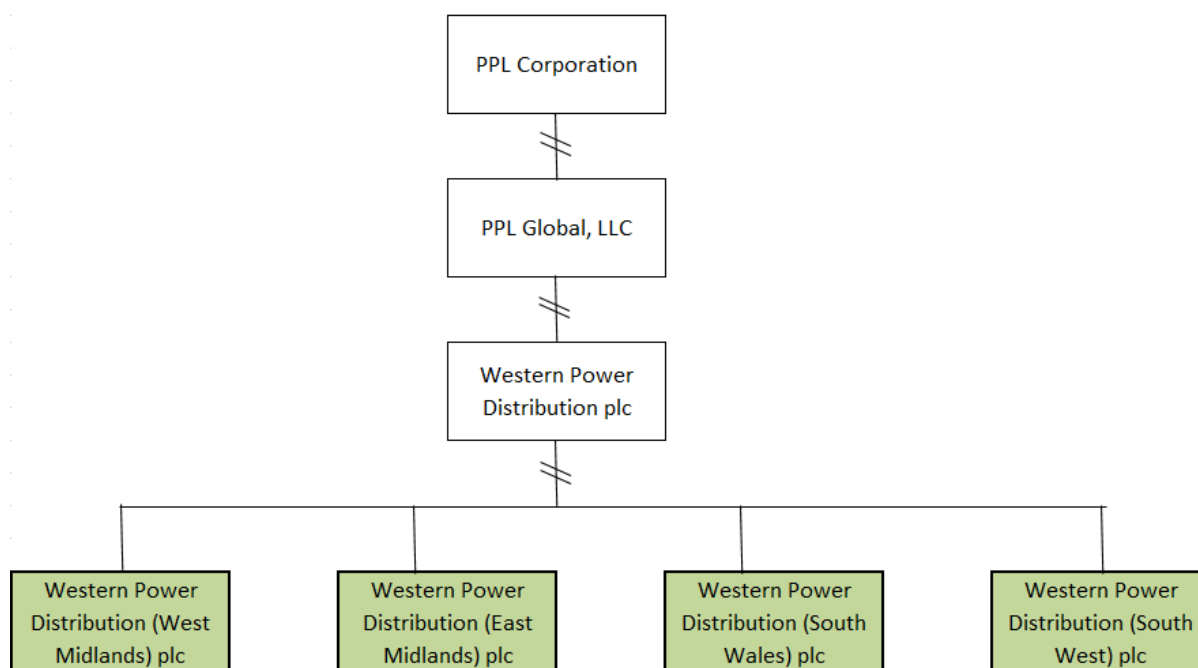 PPL Corporation
PPL Global, LLC
Western Power
Distribution plc
Western Power
Distribution (West
Midlands) plc
Western Power
Distribution (East
Midlands) plc
Western Power
Distribution (South
Wales) plc
Western Power
Distribution (South
West) plc